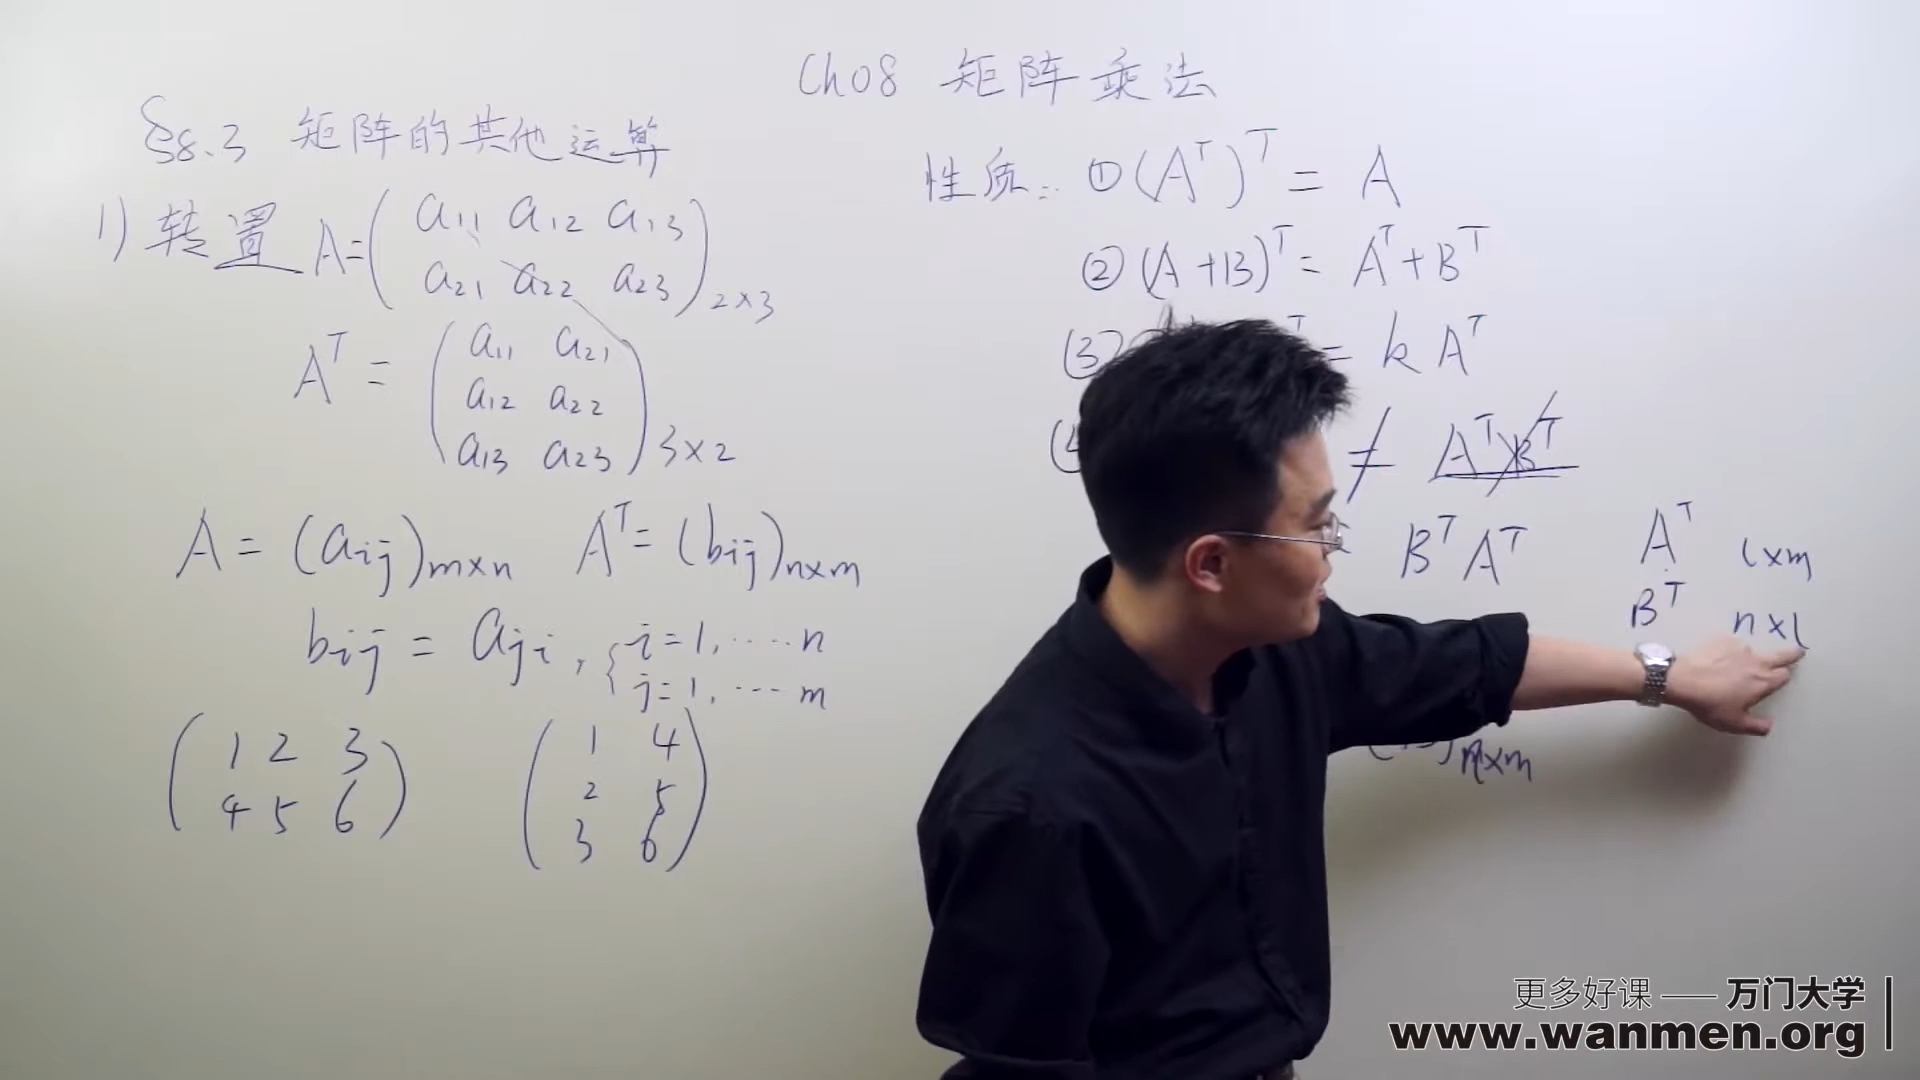 Ch08 矩阵乘法
§8.3 矩阵的其他运算
1) 转置 A=( a11 a12 a13
a21 a22 a23 )2×3
A^T = ( a11 a21
a12 a22
a13 a23 )3×2
A = (aij)m×n A^T = (bij)n×m
bij = aji, { i=1, ····n
j=1, ··· m
( 1 2 3
4 5 6 )
( 1 4
2 5
3 6 )
性质: ①(A^T)^T = A
②(A+B)^T = A^T+B^T
(3) = kA^T
≠ A^T×B^T
B^T A^T
A^T l×m
B^T n×l
更多好课 —— 万门大学
www.wanmen.org